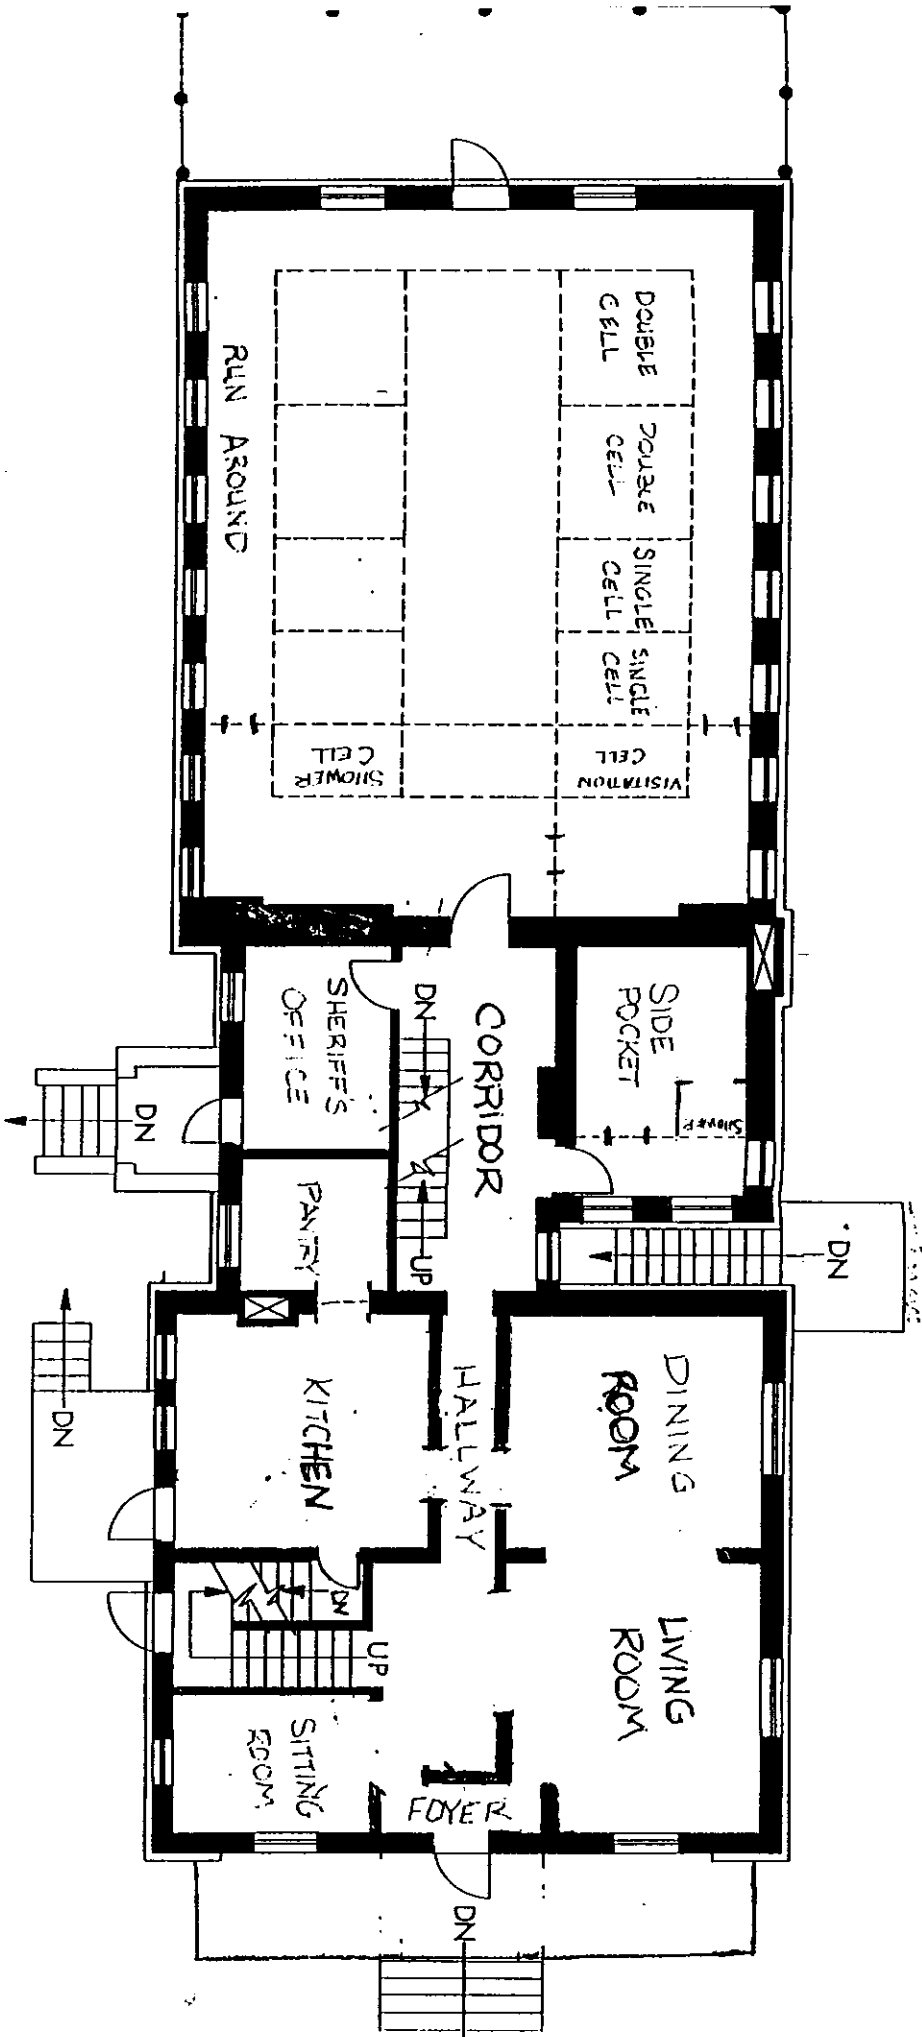 DOUBLE
CELL
DOUBLE
CELL
SINGLE
CELL
SINGLE
CELL
RUN AROUND
SHOWER
CELL
VISITATION
CELL
SHERIFF'S
OFFICE
DN
CORRIDOR
SIDE
POCKET
SHOWER
DN
PANTRY
UP
DN
DN
KITCHEN
HALLWAY
DINING
ROOM
DN
UP
LIVING
ROOM
SITTING
ROOM
FOYER
DN